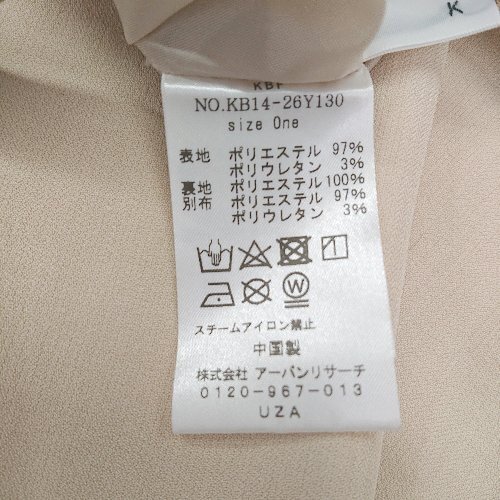 K
KBF
NO.KB14-26Y130
size One
表地 ポリエステル 97%
ポリウレタン 3%
裏地 ポリエステル 100%
別布 ポリエステル 97%
ポリウレタン 3%
W
スチームアイロン禁止
中国製
株式会社 アーバンリサーチ
0120-967-013
UZA